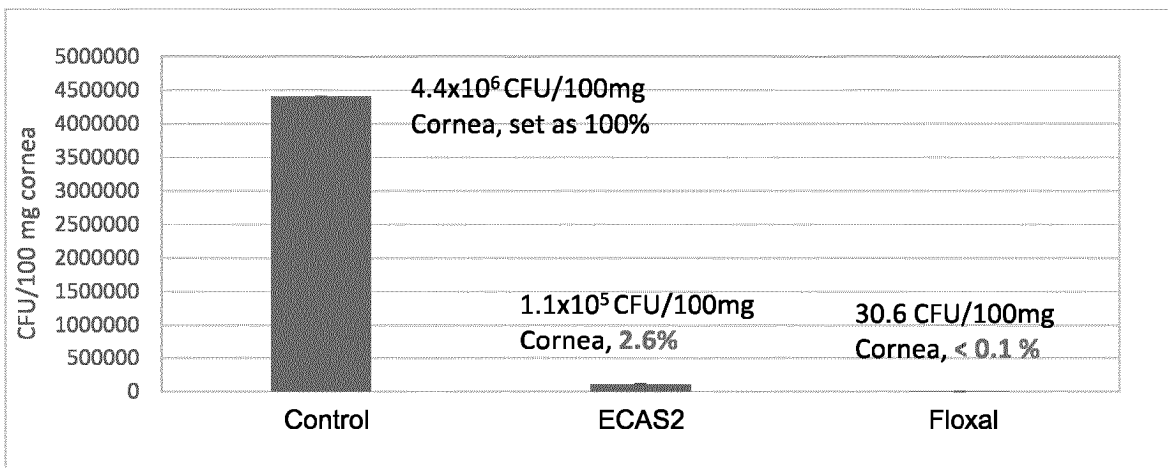 CFU/100 mg cornea
5000000
4500000
4000000
3500000
3000000
2500000
2000000
1500000
1000000
500000
0
4.4x10⁶ CFU/100mg
Cornea, set as 100%
1.1x10⁵ CFU/100mg
Cornea, 2.6%
30.6 CFU/100mg
Cornea, < 0.1 %
Control
ECAS2
Floxal